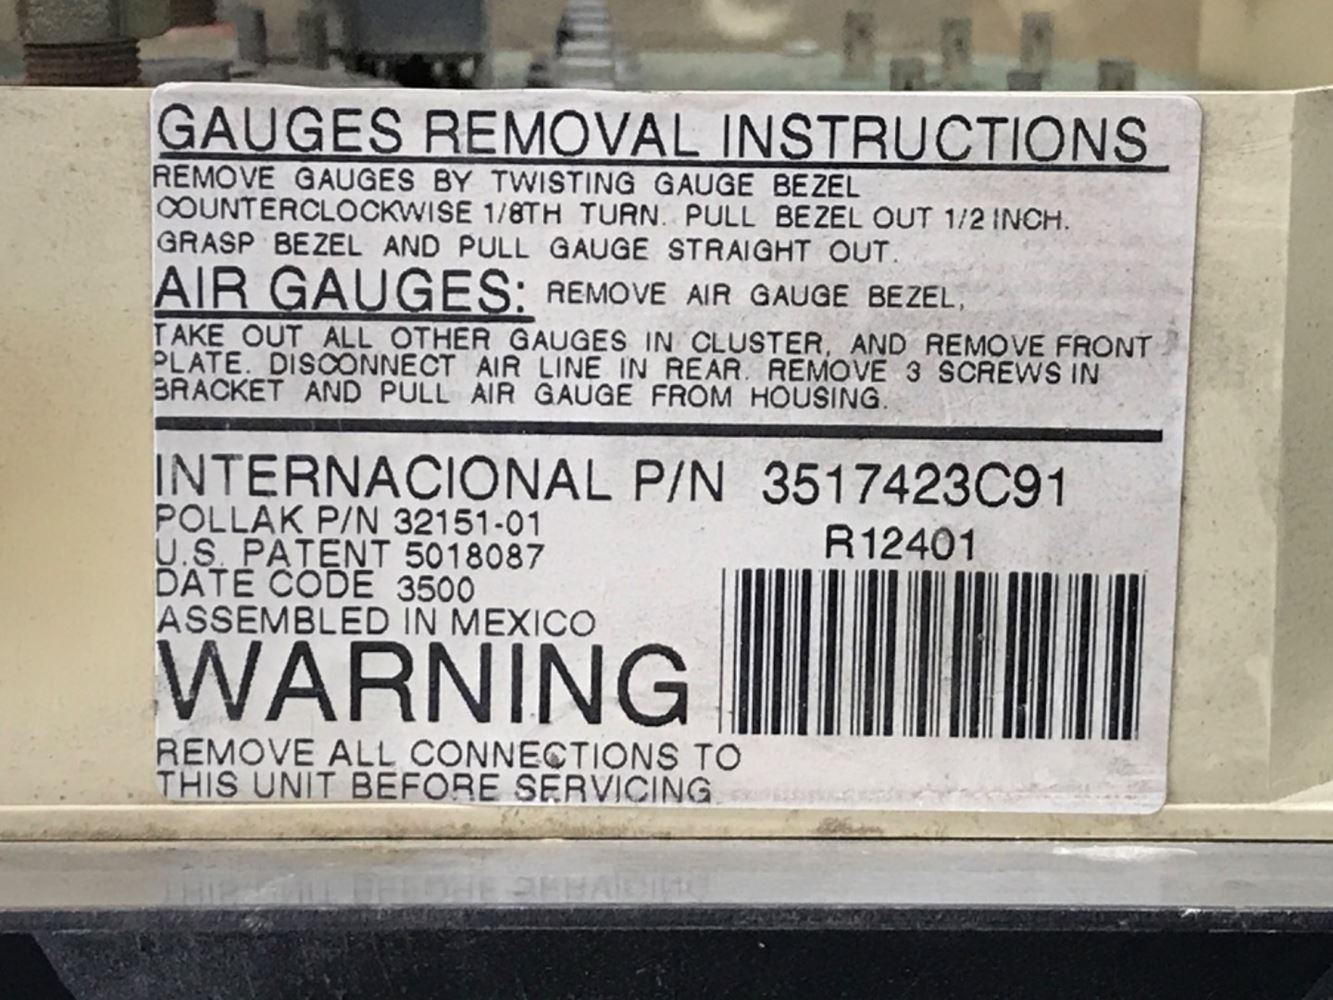 GAUGES REMOVAL INSTRUCTIONS
REMOVE GAUGES BY TWISTING GAUGE BEZEL
COUNTERCLOCKWISE 1/8TH TURN. PULL BEZEL OUT 1/2 INCH.
GRASP BEZEL AND PULL GAUGE STRAIGHT OUT.
AIR GAUGES: REMOVE AIR GAUGE BEZEL,
TAKE OUT ALL OTHER GAUGES IN CLUSTER, AND REMOVE FRONT
PLATE. DISCONNECT AIR LINE IN REAR. REMOVE 3 SCREWS IN
BRACKET AND PULL AIR GAUGE FROM HOUSING.
INTERNACIONAL P/N 3517423C91
POLLAK P/N 32151-01
R12401
U.S. PATENT 5018087
DATE CODE 3500
ASSEMBLED IN MEXICO
WARNING
REMOVE ALL CONNECTIONS TO
THIS UNIT BEFORE SERVICING